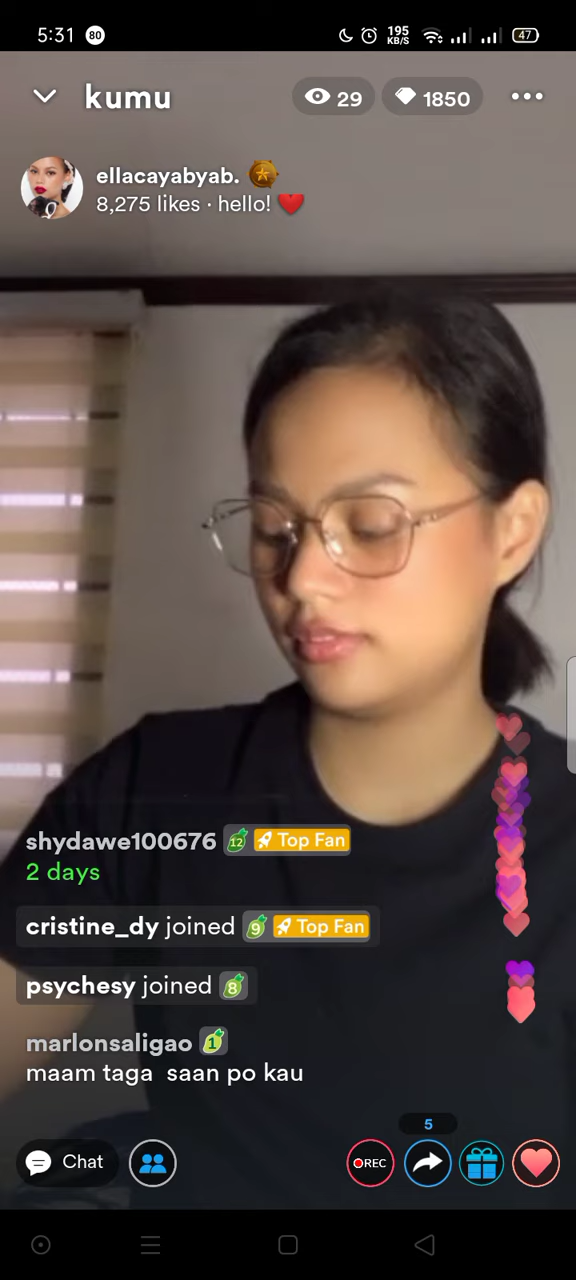 5:31 80 195 KB/S 47
kumu 29 1850
ellacayabyab.
8,275 likes · hello! ❤️
shydawe100676 12 Top Fan
2 days
cristine_dy joined 9 Top Fan
psychesy joined 8
marlonsaligao 1
maam taga  saan po kau
5
Chat REC